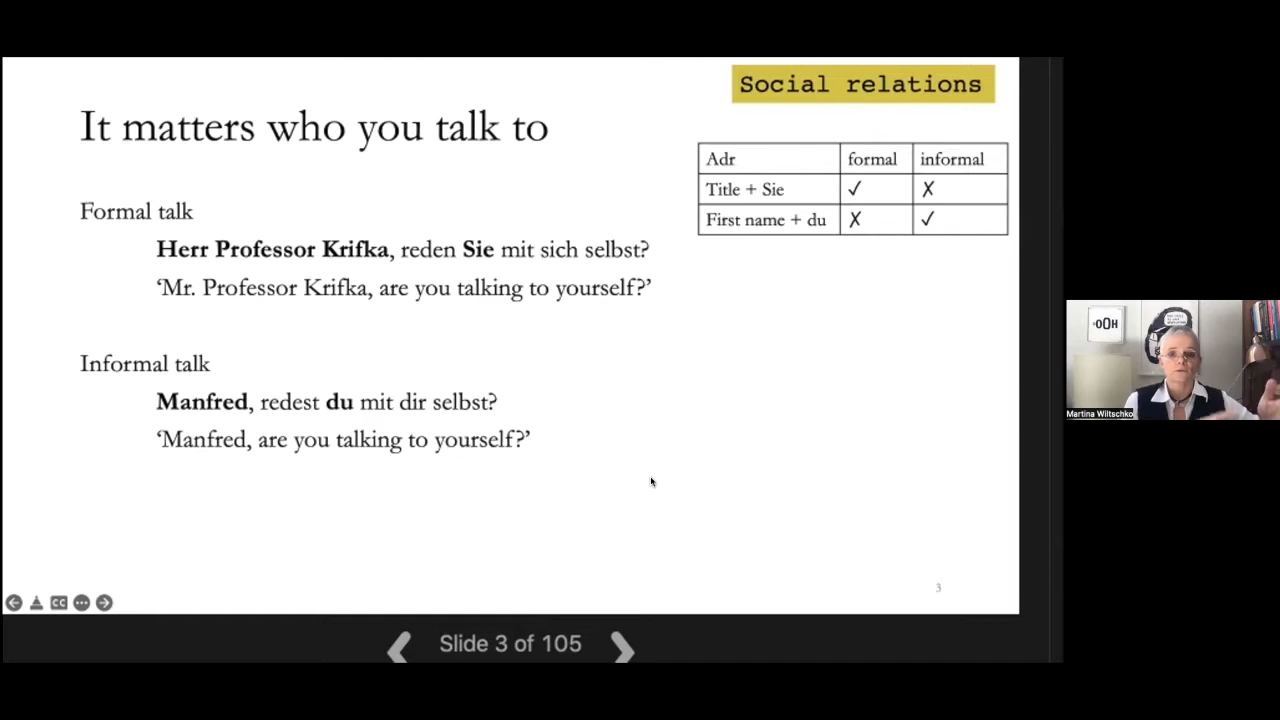 Social relations
It matters who you talk to
Adr formal informal
Title + Sie ✓ ✗
First name + du ✗ ✓
Formal talk
Herr Professor Krifka, reden Sie mit sich selbst?
‘Mr. Professor Krifka, are you talking to yourself?’
Informal talk
Manfred, redest du mit dir selbst?
‘Manfred, are you talking to yourself?’
3
CC
Slide 3 of 105
OOH
Martina Wiltschko